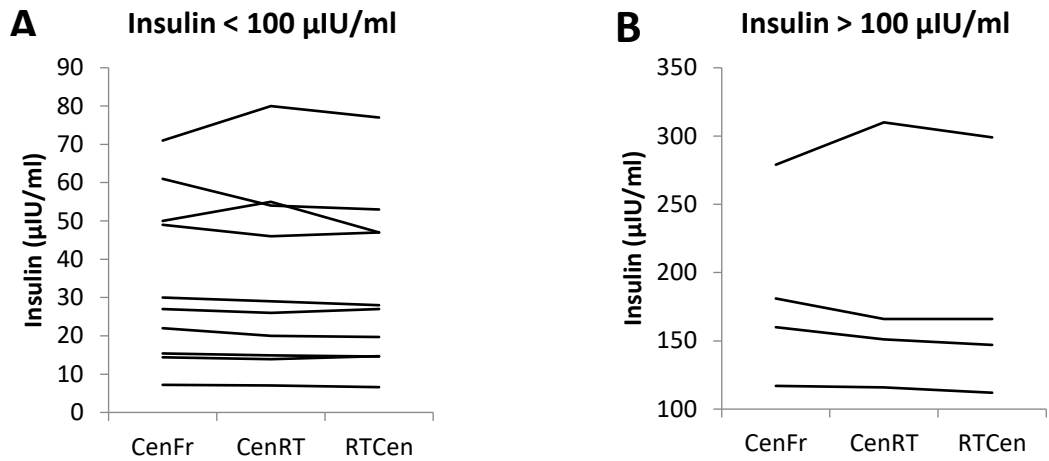 A
Insulin < 100 µIU/ml
Insulin (µIU/ml)
90
80
70
60
50
40
30
20
10
0
CenFr CenRT RTCen
B
Insulin > 100 µIU/ml
Insulin (µIU/ml)
350
300
250
200
150
100
CenFr CenRT RTCen